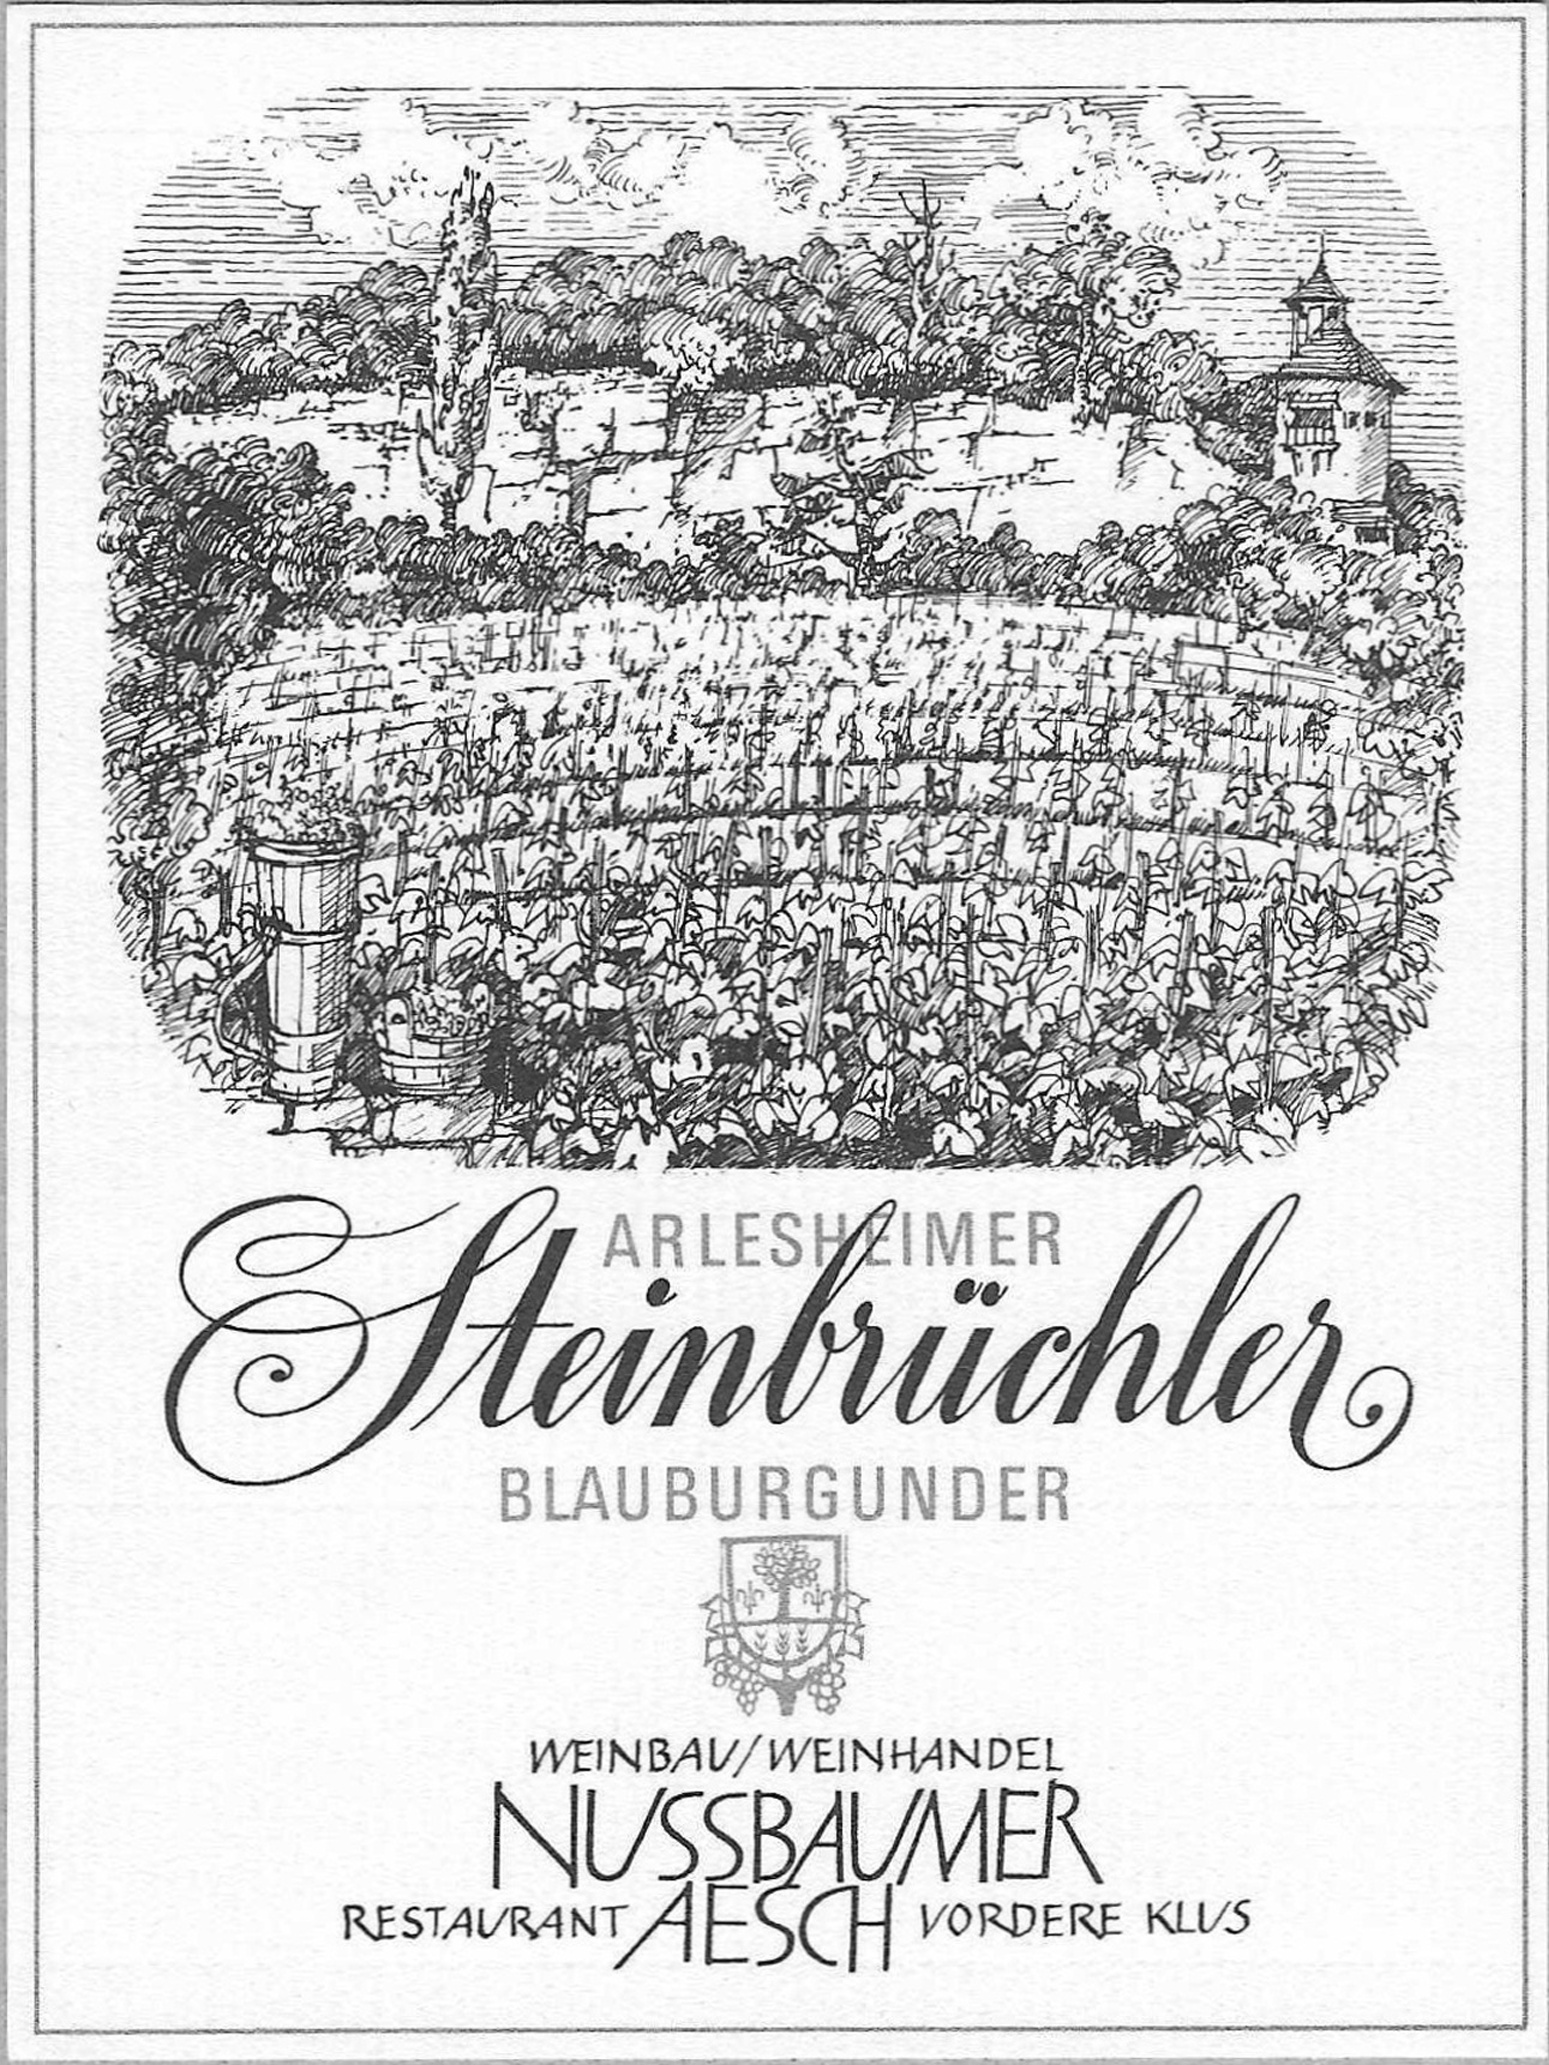 ARLESHEIMER
Steinbrüchler
BLAUBURGUNDER
WEINBAU/WEINHANDEL
NUSSBAUMER
RESTAURANT AESCH VORDERE KLUS